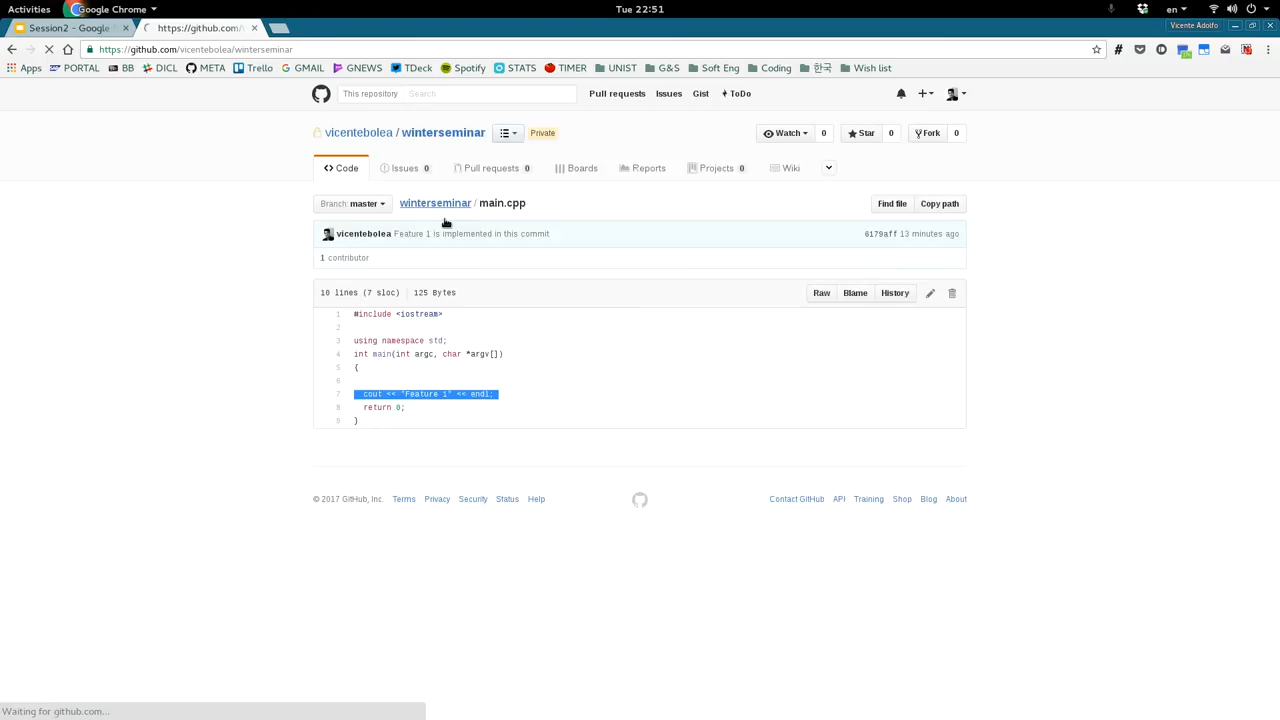 Activities Google Chrome Tue 22:51 en
Session2 - Google https://github.com/ Vicente Adolfo
https://github.com/vicentebolea/winterseminar
Apps PORTAL BB DICL META Trello GMAIL GNEWS TDeck Spotify STATS TIMER UNIST G&S Soft Eng Coding 한국 Wish list
This repository Search Pull requests Issues Gist ToDo
vicentebolea / winterseminar Private Watch 0 Star 0 Fork 0
Code Issues 0 Pull requests 0 Boards Reports Projects 0 Wiki
Branch: master winterseminar / main.cpp Find file Copy path
vicentebolea Feature 1 is implemented in this commit 6179aff 13 minutes ago
1 contributor
10 lines (7 sloc) 125 Bytes Raw Blame History
1 #include <iostream>
2
3 using namespace std;
4 int main(int argc, char *argv[])
5 {
6
7 cout << "Feature 1" << endl;
8 return 0;
9 }
© 2017 GitHub, Inc. Terms Privacy Security Status Help Contact GitHub API Training Shop Blog About
Waiting for github.com...